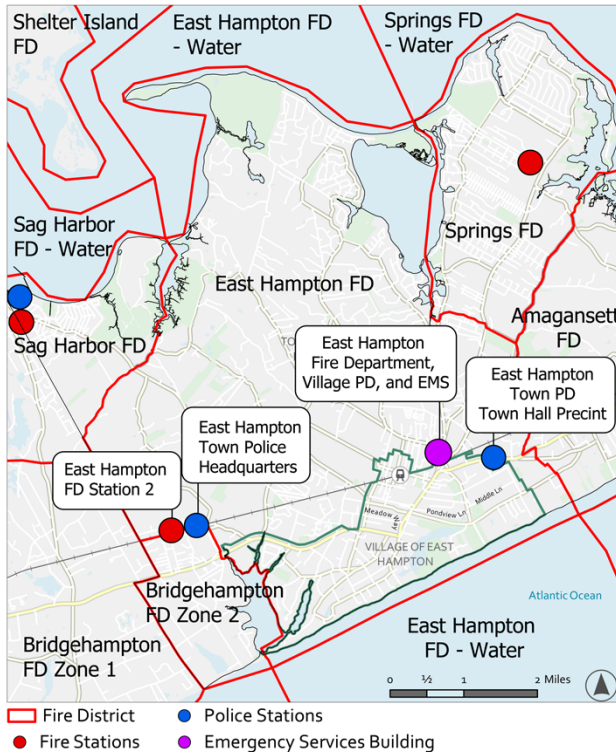 Shelter Island
FD
East Hampton FD
- Water
Springs FD
- Water
Sag Harbor
FD - Water
Springs FD
East Hampton FD
Amagansett
FD
Sag Harbor FD
TO
East Hampton
Fire Department,
Village PD, and EMS
East Hampton
Town PD
Town Hall Precint
East Hampton
Town Police
Headquarters
East Hampton
FD Station 2
Middle Ln
Pondview Ln
Meadow Way
VILLAGE OF EAST
HAMPTON
Bridgehampton
FD Zone 2
Bridgehampton
FD Zone 1
Atlantic Ocean
East Hampton
FD - Water
0 ½ 1 2 Miles
Fire District
Police Stations
Fire Stations
Emergency Services Building